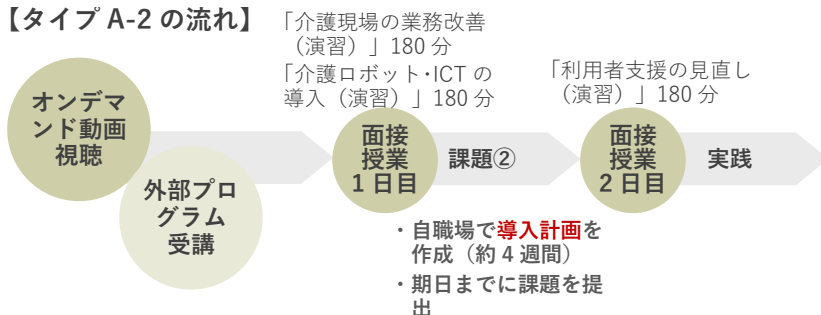 【タイプ A-2 の流れ】
「介護現場の業務改善
（演習）」180 分
「介護ロボット･ICT の
導入（演習）」180 分
「利用者支援の見直し
（演習）」180 分
オンデマ
ンド動画
視聴
外部プロ
グラム
受講
面接
授業
1 日目
課題②
面接
授業
2 日目
実践
・自職場で導入計画を
作成（約 4 週間）
・期日までに課題を提
出